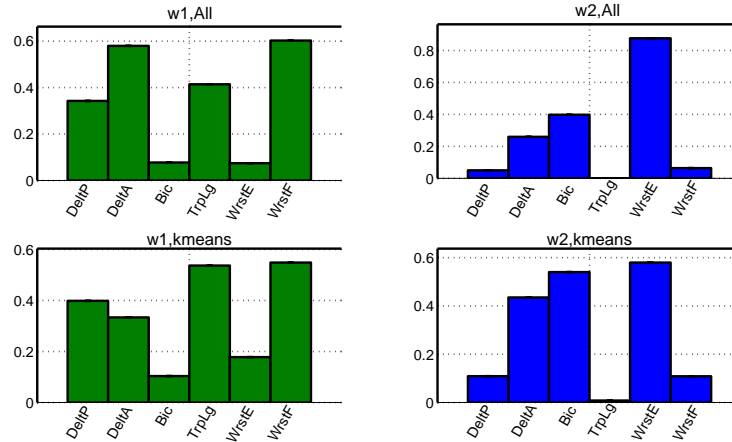 w1,All
0.6
0.4
0.2
0
DeltP
DeltA
Bic
TrpLg
WrstE
WrstF
w2,All
0.8
0.6
0.4
0.2
0
DeltP
DeltA
Bic
TrpLg
WrstE
WrstF
w1,kmeans
0.6
0.4
0.2
0
DeltP
DeltA
Bic
TrpLg
WrstE
WrstF
w2,kmeans
0.6
0.4
0.2
0
DeltP
DeltA
Bic
TrpLg
WrstE
WrstF